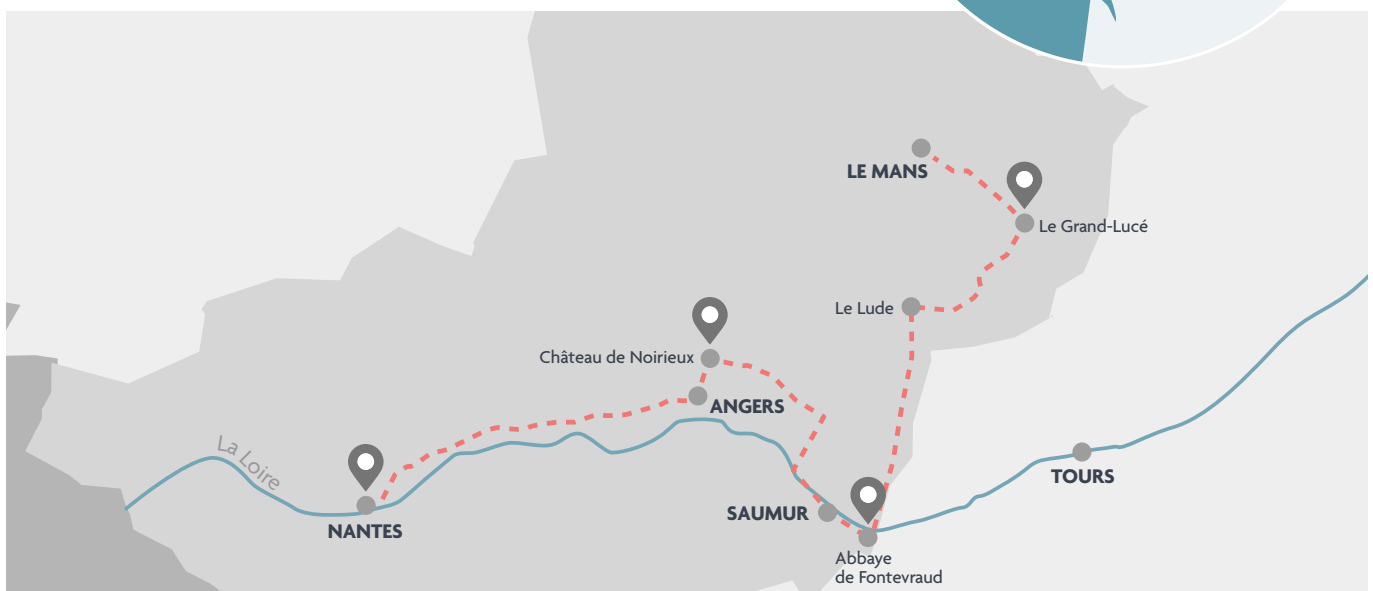 LE MANS
Le Grand-Lucé
Le Lude
Château de Noirieux
ANGERS
La Loire
TOURS
SAUMUR
NANTES
Abbaye
de Fontevraud